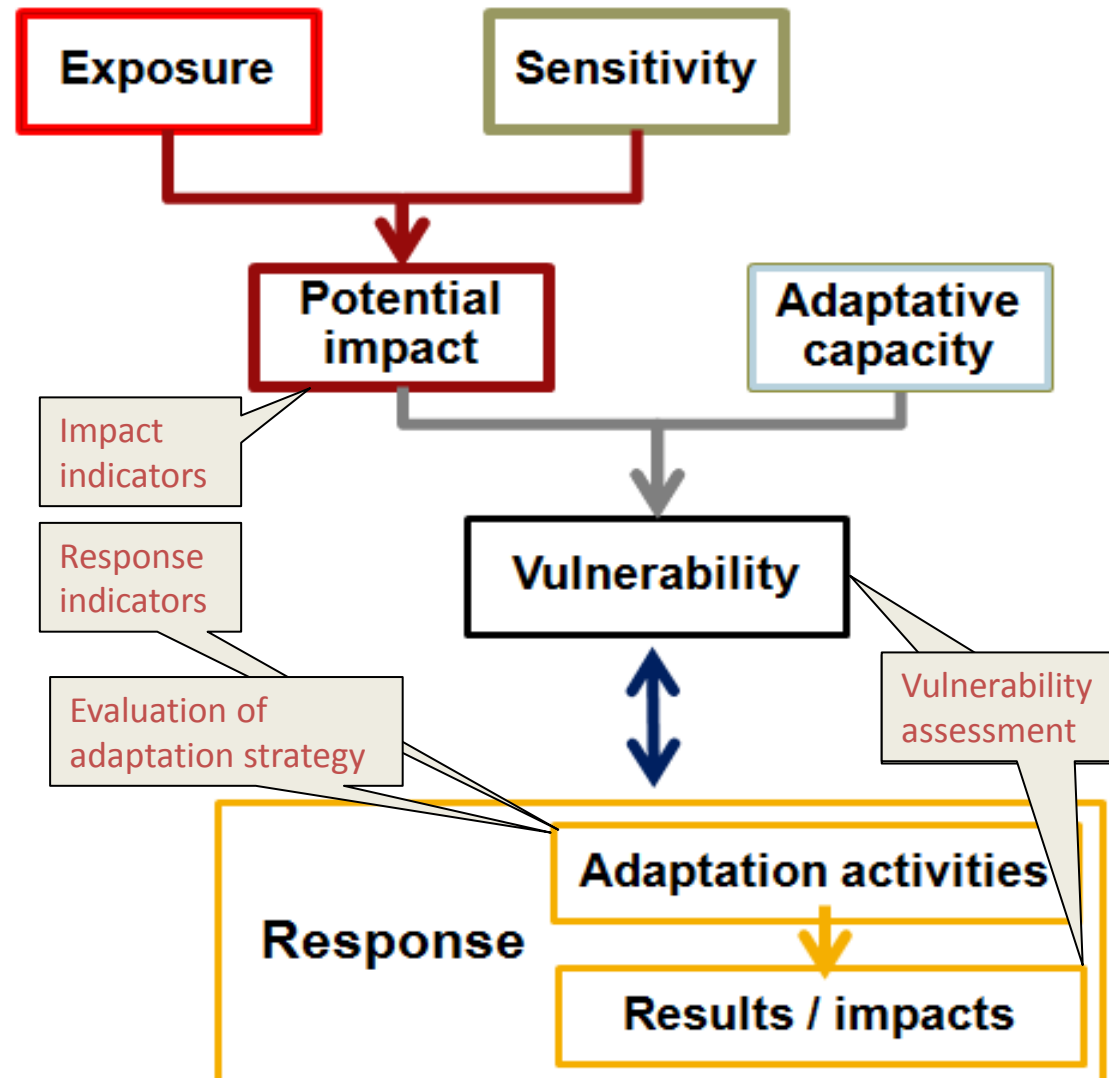 Exposure
Sensitivity
Potential
impact
Adaptative
capacity
Impact
indicators
Response
indicators
Vulnerability
Evaluation of
adaptation strategy
Vulnerability
assessment
Adaptation activities
Response
Results / impacts